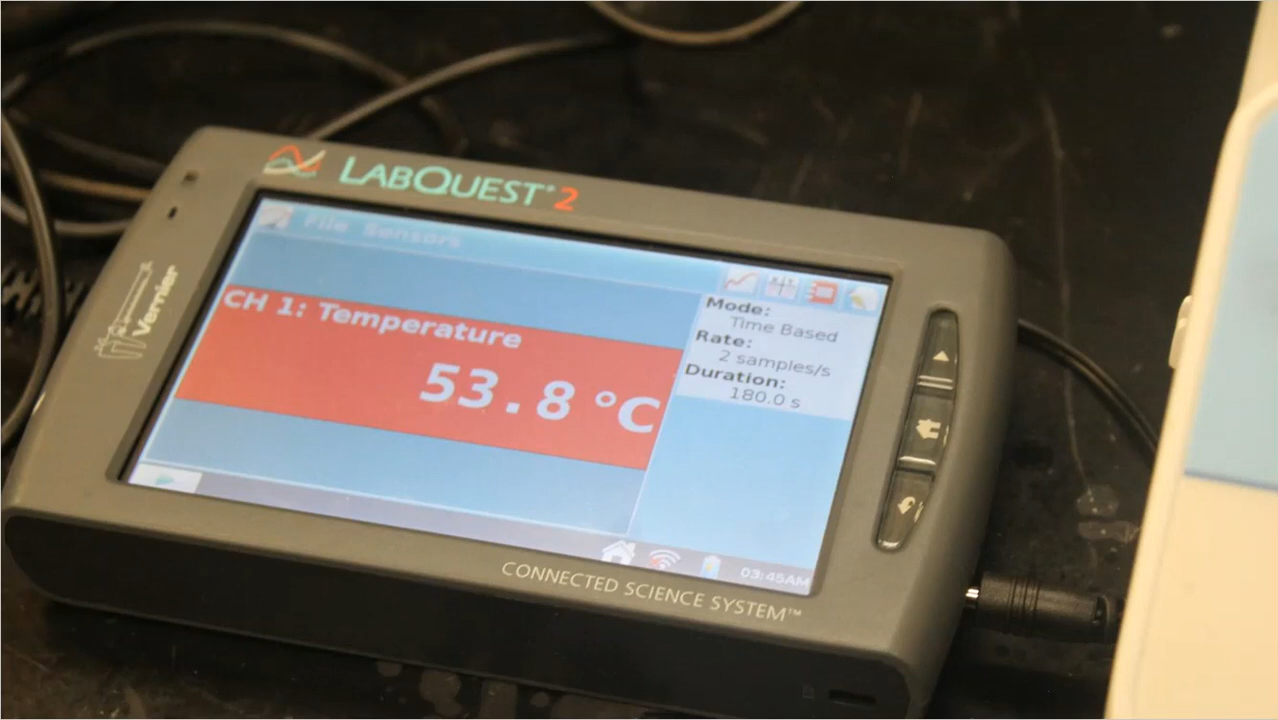 LABQUEST® 2
Vernier
File Sensors
CH 1: Temperature
53.8 °C
Mode:
Time Based
Rate:
2 samples/s
Duration:
180.0 s
03:45AM
CONNECTED SCIENCE SYSTEM™